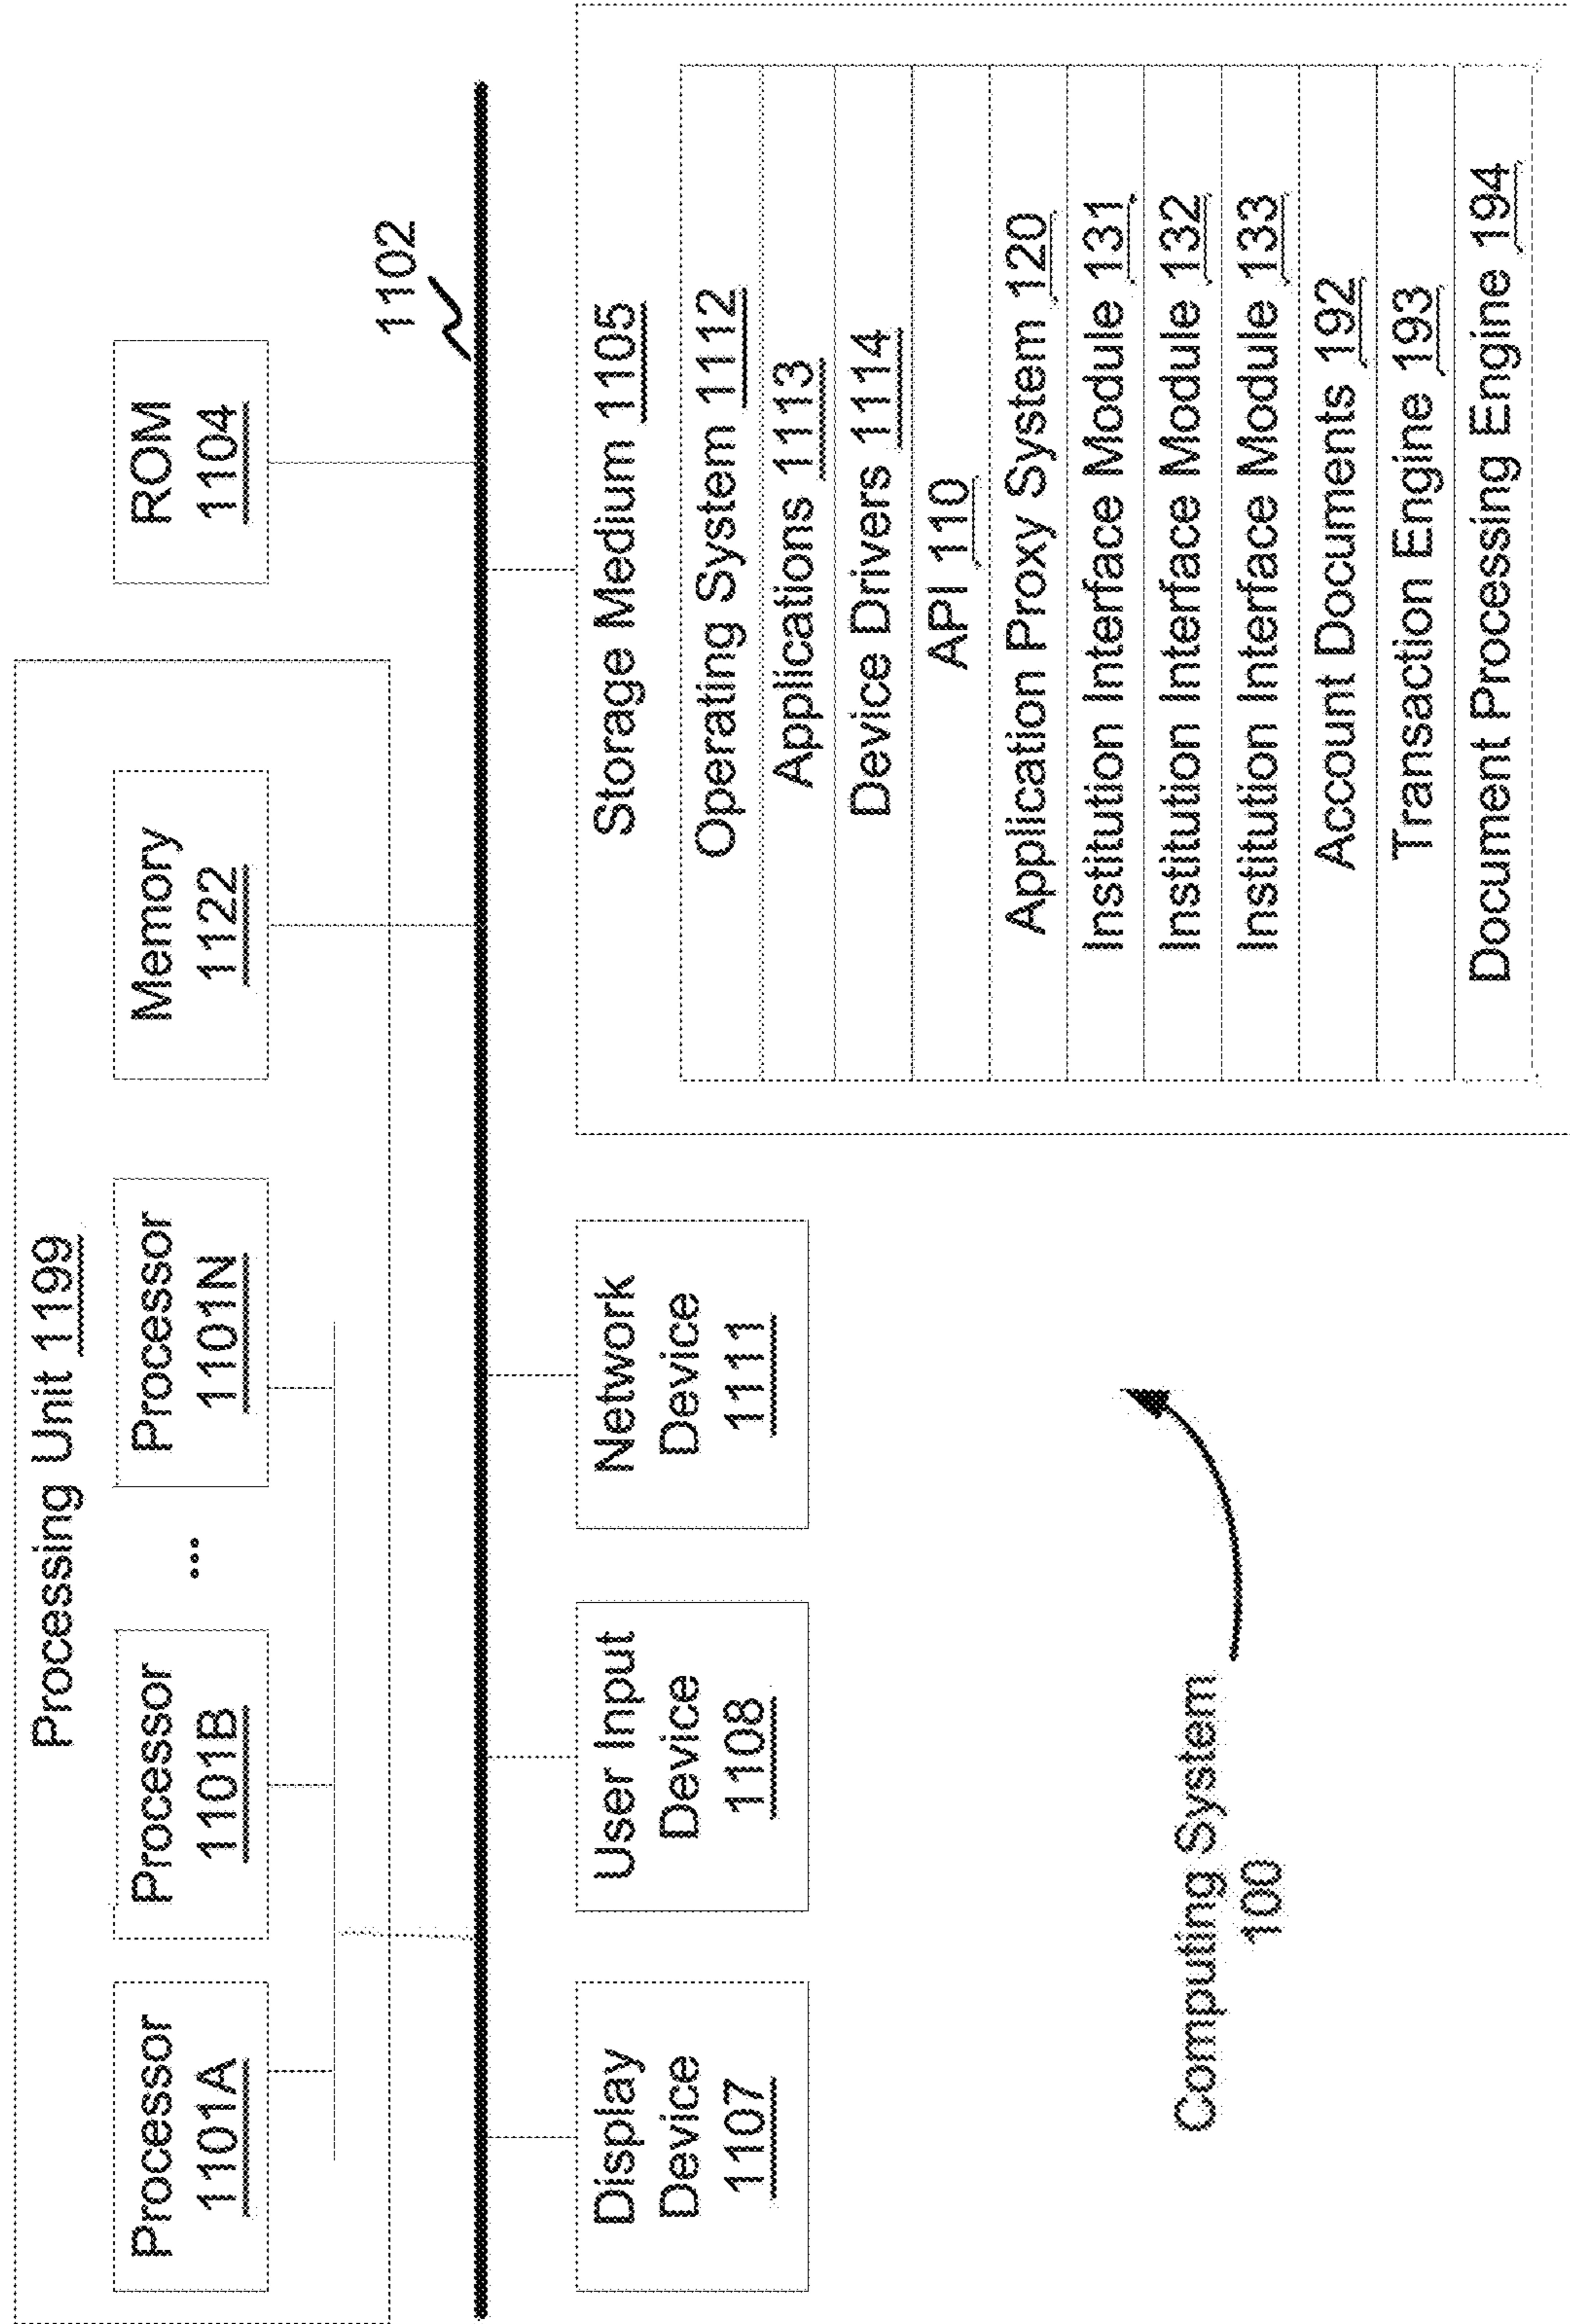 Processing Unit 1199
Processor
1101A
Processor
1101B
...
Processor
1101N
Memory
1122
ROM
1104
1102
Display
Device
1107
User Input
Device
1108
Network
Device
1111
Storage Medium 1105
Operating System 1112
Applications 1113
Device Drivers 1114
API 110
Application Proxy System 120
Institution Interface Module 131
Institution Interface Module 132
Institution Interface Module 133
Account Documents 192
Transaction Engine 193
Document Processing Engine 194
Computing System
100